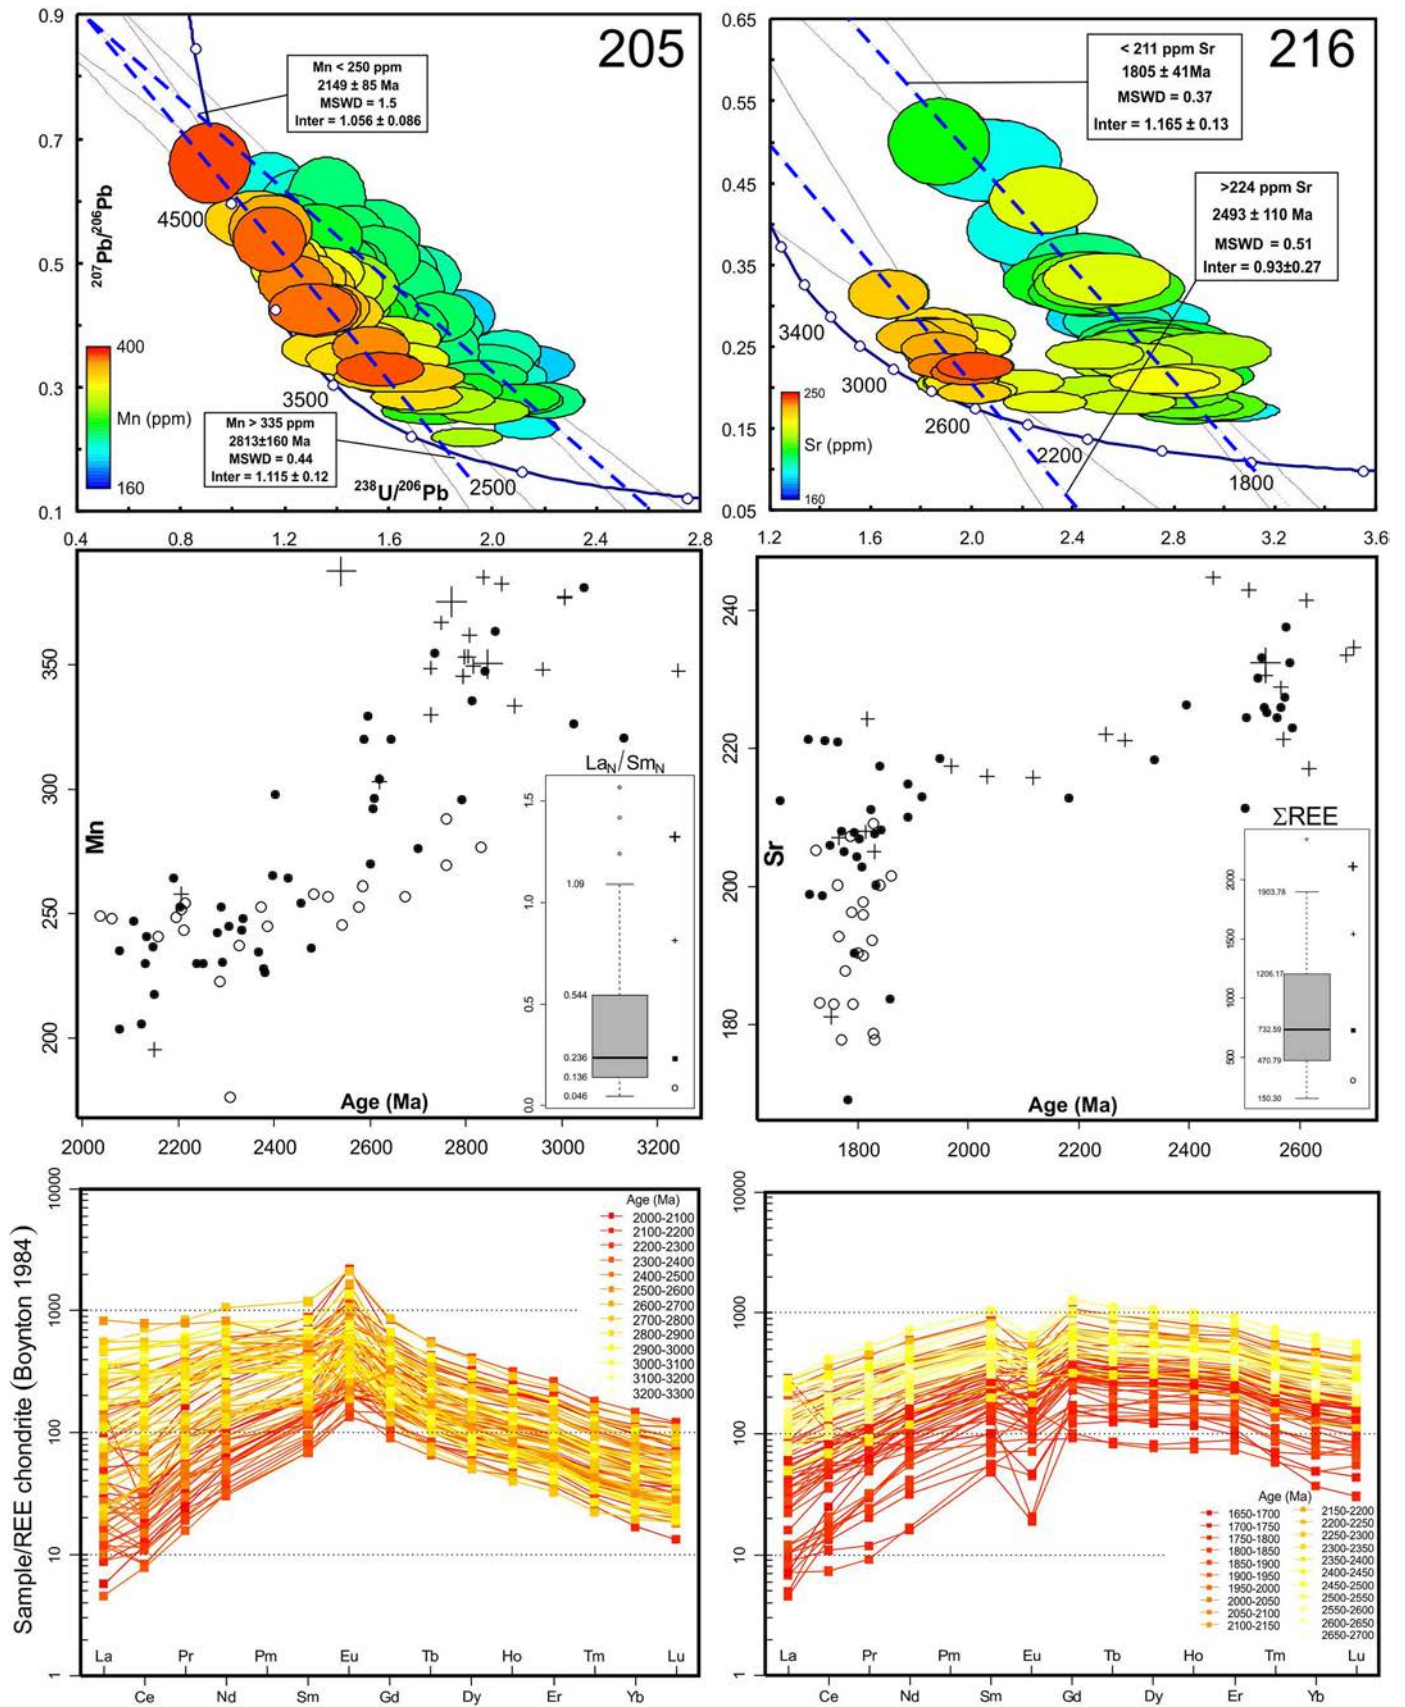 205
0.9
0.7
0.5
0.3
0.1
207Pb/206Pb
Mn < 250 ppm
2149 ± 85 Ma
MSWD = 1.5
Inter = 1.056 ± 0.086
4500
3500
2500
400
Mn (ppm)
160
Mn > 335 ppm
2813±160 Ma
MSWD = 0.44
Inter = 1.115 ± 0.12
238U/206Pb
0.4 0.8 1.2 1.6 2.0 2.4 2.8
216
0.65
0.55
0.45
0.35
0.25
0.15
0.05
< 211 ppm Sr
1805 ± 41Ma
MSWD = 0.37
Inter = 1.165 ± 0.13
>224 ppm Sr
2493 ± 110 Ma
MSWD = 0.51
Inter = 0.93±0.27
3400
3000
2600
2200
1800
250
Sr (ppm)
160
1.2 1.6 2.0 2.4 2.8 3.2 3.6
Mn
350
300
250
200
LaN/SmN
1.5
1.0
0.5
0.0
1.09
0.544
0.236
0.136
0.046
Age (Ma)
2000 2200 2400 2600 2800 3000 3200
Sr
240
220
200
180
ΣREE
2000
1500
1000
500
1903.78
1206.17
732.59
470.79
150.30
Age (Ma)
1800 2000 2200 2400 2600
Sample/REE chondrite (Boynton 1984)
10000
1000
100
10
1
Age (Ma)
2000-2100
2100-2200
2200-2300
2300-2400
2400-2500
2500-2600
2600-2700
2700-2800
2800-2900
2900-3000
3000-3100
3100-3200
3200-3300
La Pr Pm Eu Tb Ho Tm Lu
Ce Nd Sm Gd Dy Er Yb
10000
1000
100
10
1
Age (Ma)
1650-1700
1700-1750
1750-1800
1800-1850
1850-1900
1900-1950
1950-2000
2000-2050
2050-2100
2100-2150
2150-2200
2200-2250
2250-2300
2300-2350
2350-2400
2400-2450
2450-2500
2500-2550
2550-2600
2600-2650
2650-2700
La Pr Pm Eu Tb Ho Tm Lu
Ce Nd Sm Gd Dy Er Yb